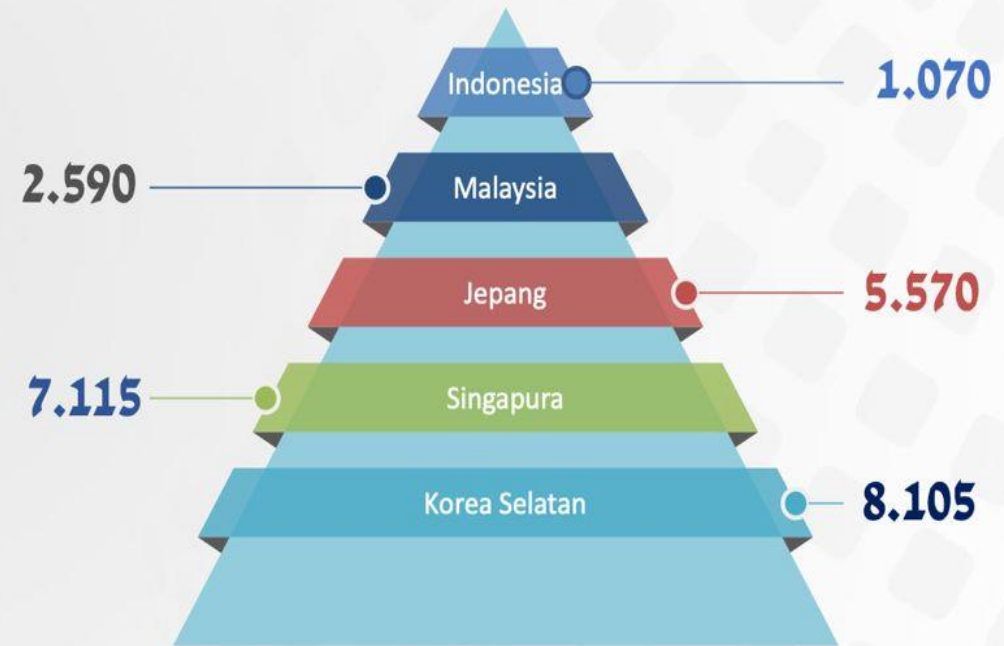 Indonesia
1.070
2.590
Malaysia
Jepang
5.570
7.115
Singapura
Korea Selatan
8.105